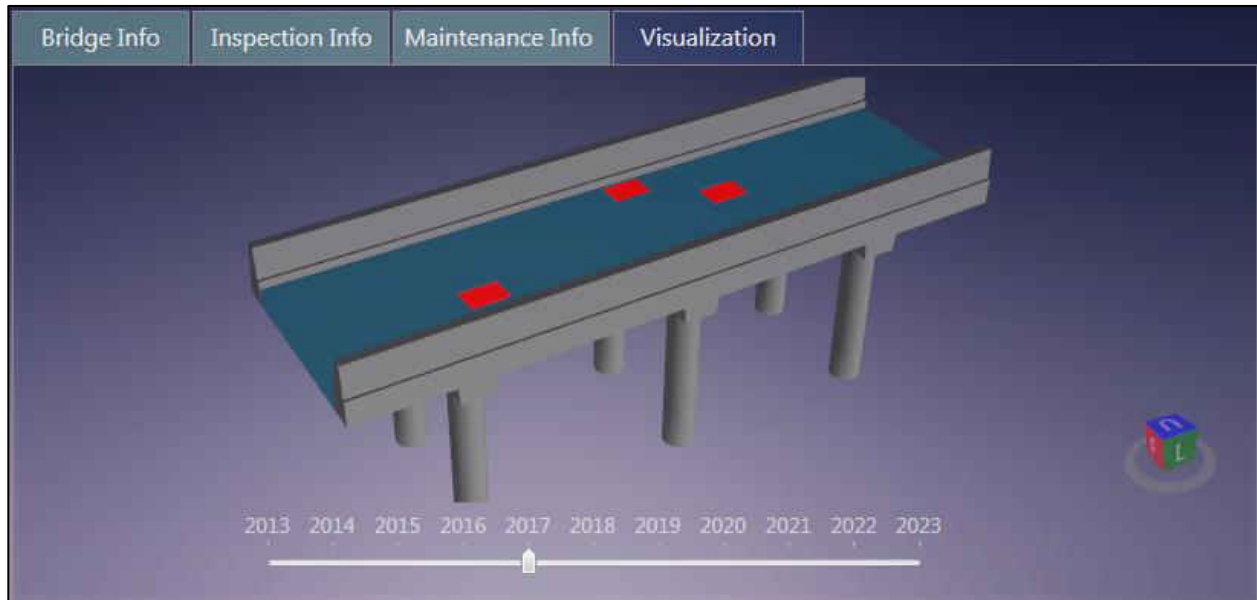 Bridge Info Inspection Info Maintenance Info Visualization
U
L
2013 2014 2015 2016 2017 2018 2019 2020 2021 2022 2023